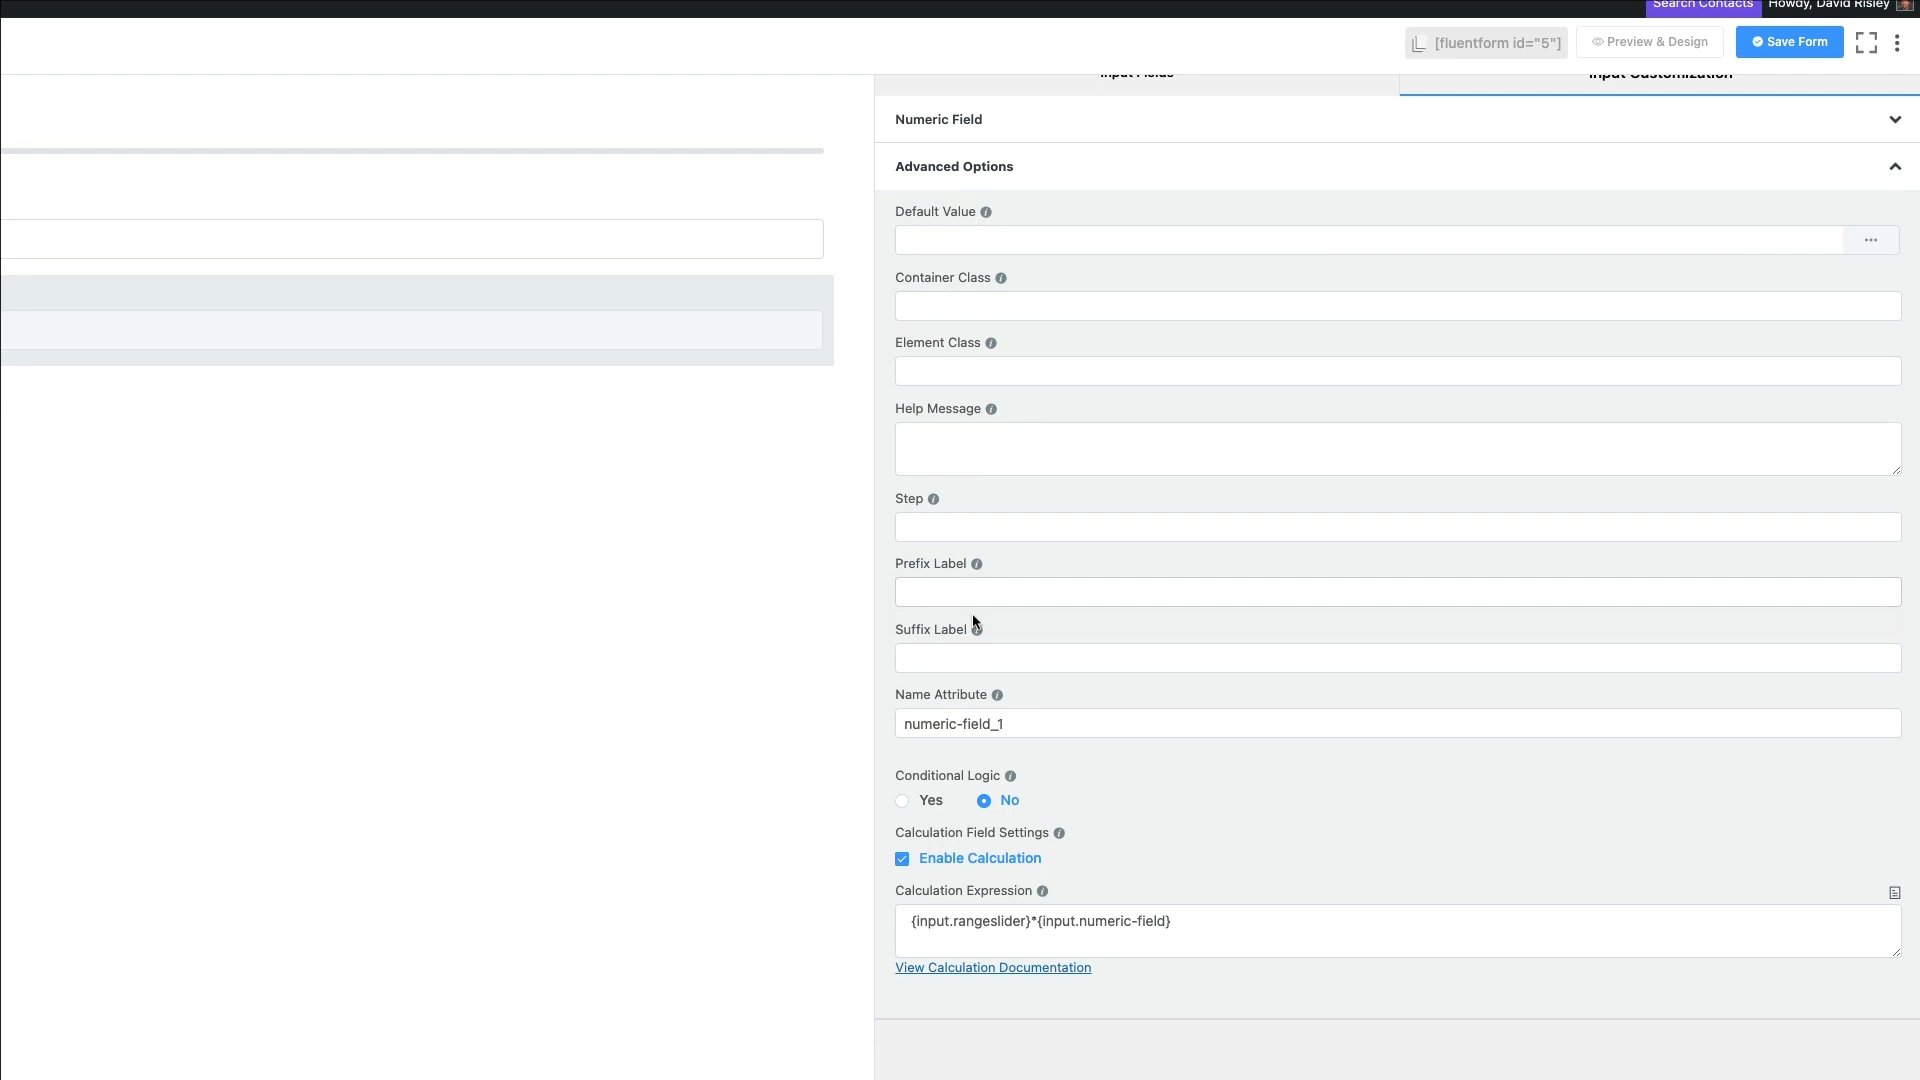 Search Contacts
Howdy, David Risley
[fluentform id="5"]
Preview & Design
Save Form
Input Fields
Input Customization
Numeric Field
Advanced Options
Default Value
Container Class
Element Class
Help Message
Step
Prefix Label
Suffix Label
Name Attribute
numeric-field_1
Conditional Logic
Yes
No
Calculation Field Settings
Enable Calculation
Calculation Expression
{input.rangeslider}*{input.numeric-field}
View Calculation Documentation